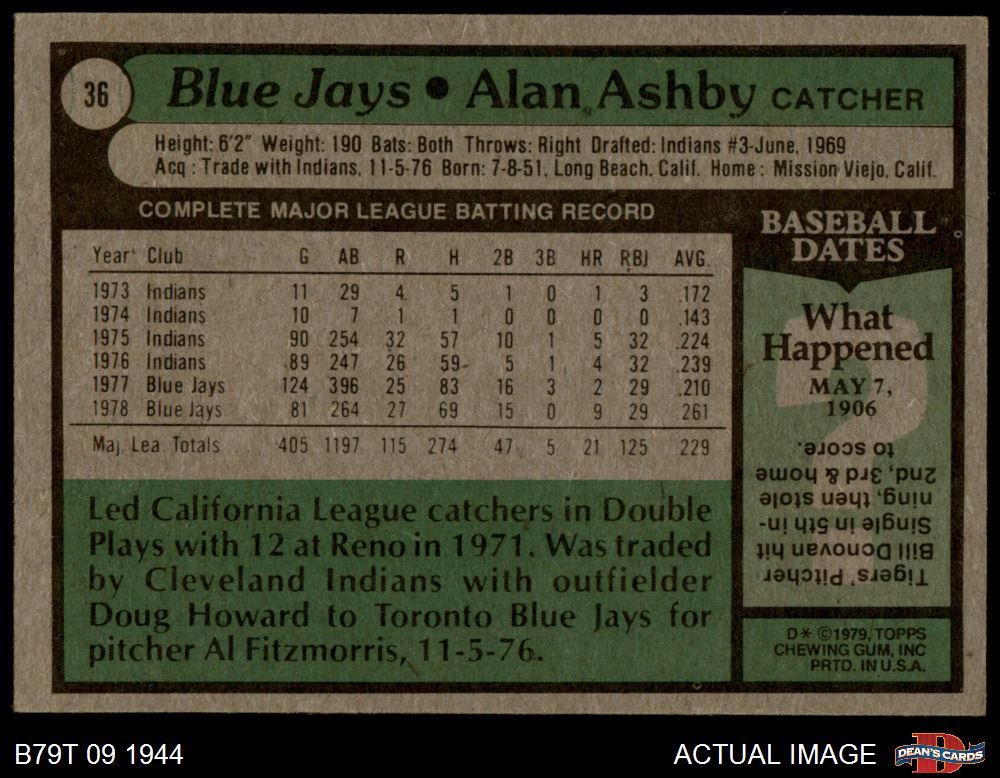 36
Blue Jays • Alan Ashby CATCHER
Height: 6'2" Weight: 190 Bats: Both Throws: Right Drafted: Indians #3-June, 1969
Acq.: Trade with Indians, 11-5-76 Born: 7-8-51, Long Beach, Calif. Home: Mission Viejo, Calif.
COMPLETE MAJOR LEAGUE BATTING RECORD
Year Club G AB R H 2B 3B HR RBI AVG.
1973 Indians 11 29 4 5 1 0 1 3 .172
1974 Indians 10 7 1 1 0 0 0 0 .143
1975 Indians 90 254 32 57 10 1 5 32 .224
1976 Indians 89 247 26 59 5 1 4 32 .239
1977 Blue Jays 124 396 25 83 16 3 2 29 .210
1978 Blue Jays 81 264 27 69 15 0 9 29 .261
Maj. Lea. Totals 405 1197 115 274 47 5 21 125 .229
Led California League catchers in Double
Plays with 12 at Reno in 1971. Was traded
by Cleveland Indians with outfielder
Doug Howard to Toronto Blue Jays for
pitcher Al Fitzmorris, 11-5-76.
BASEBALL
DATES
What
Happened
MAY 7,
1906
?
Tigers' Pitcher
Bill Donovan hit
Single in 5th in-
ning, then stole
2nd, 3rd & home
to score.
D* ©1979, TOPPS
CHEWING GUM, INC
PRTD. IN U.S.A.
B79T 09 1944
ACTUAL IMAGE
DEAN'S CARDS